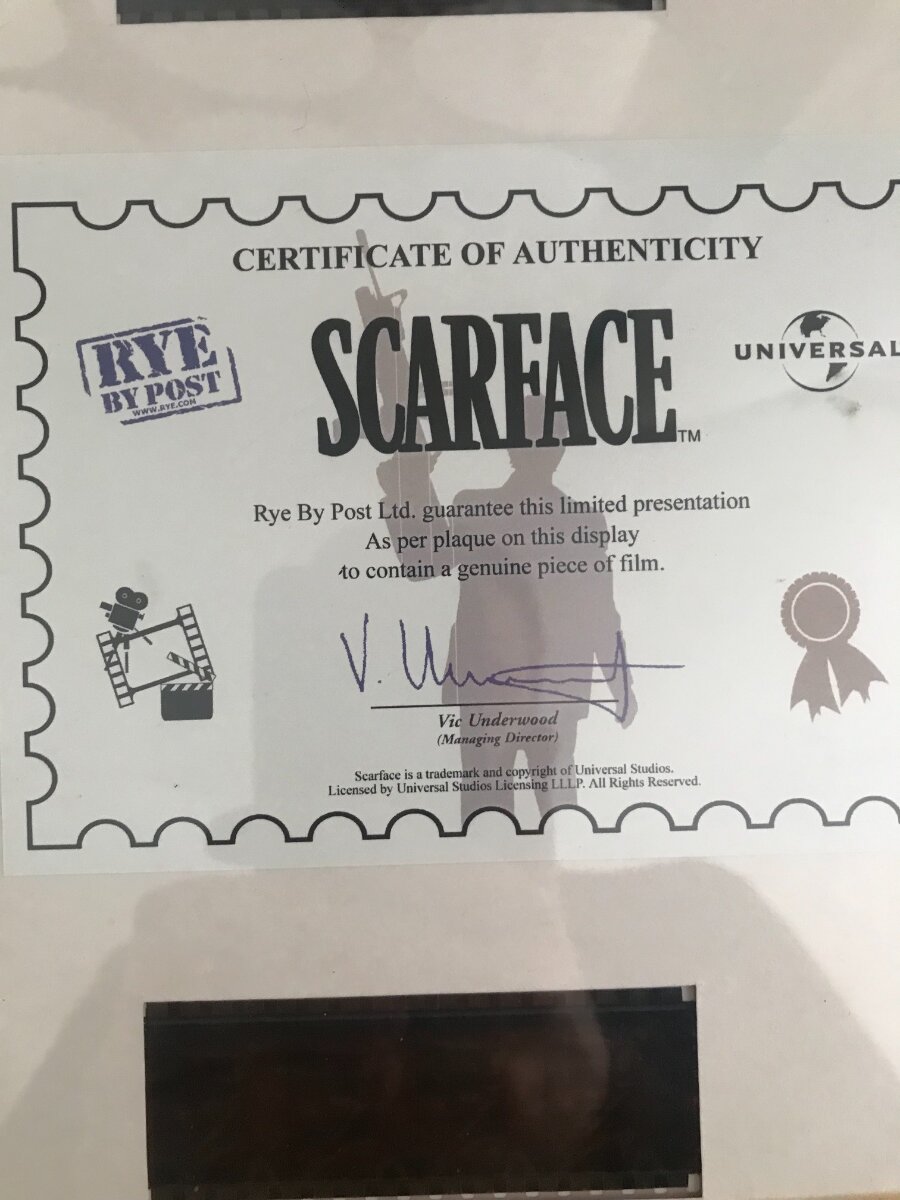 CERTIFICATE OF AUTHENTICITY
RYE
BY POST
WWW.RYE.COM
SCARFACE™
UNIVERSAL
Rye By Post Ltd. guarantee this limited presentation
As per plaque on this display
to contain a genuine piece of film.
V. Underwood
Vic Underwood
(Managing Director)
Scarface is a trademark and copyright of Universal Studios.
Licensed by Universal Studios Licensing LLLP. All Rights Reserved.